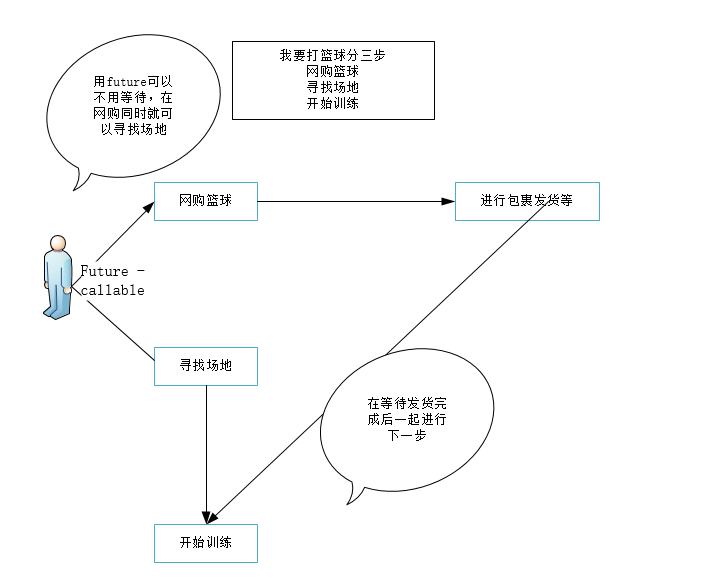 我要打篮球分三步
网购篮球
寻找场地
开始训练
用future可以
不用等待，在
网购同时就可
以寻找场地
网购篮球
进行包裹发货等
Future -
callable
寻找场地
在等待发货完
成后一起进行
下一步
开始训练